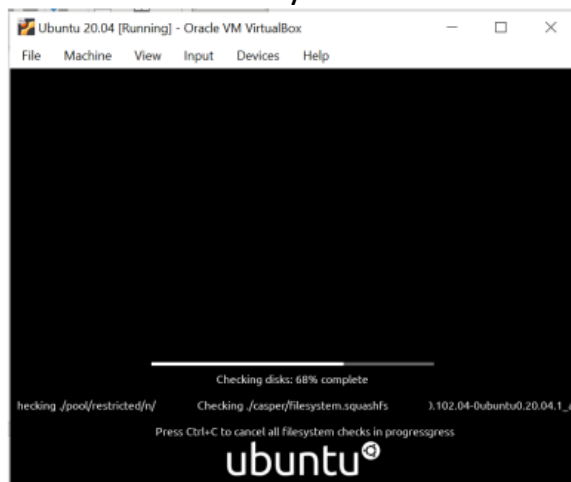 Ubuntu 20.04 [Running] - Oracle VM VirtualBox
File Machine View Input Devices Help
Checking disks: 68% complete
hecking ./pool/restricted/n/ Checking ./casper/filesystem.squashfs ).102.04-0ubuntu0.20.04.1_
Press Ctrl+C to cancel all filesystem checks in progressgress
ubuntu